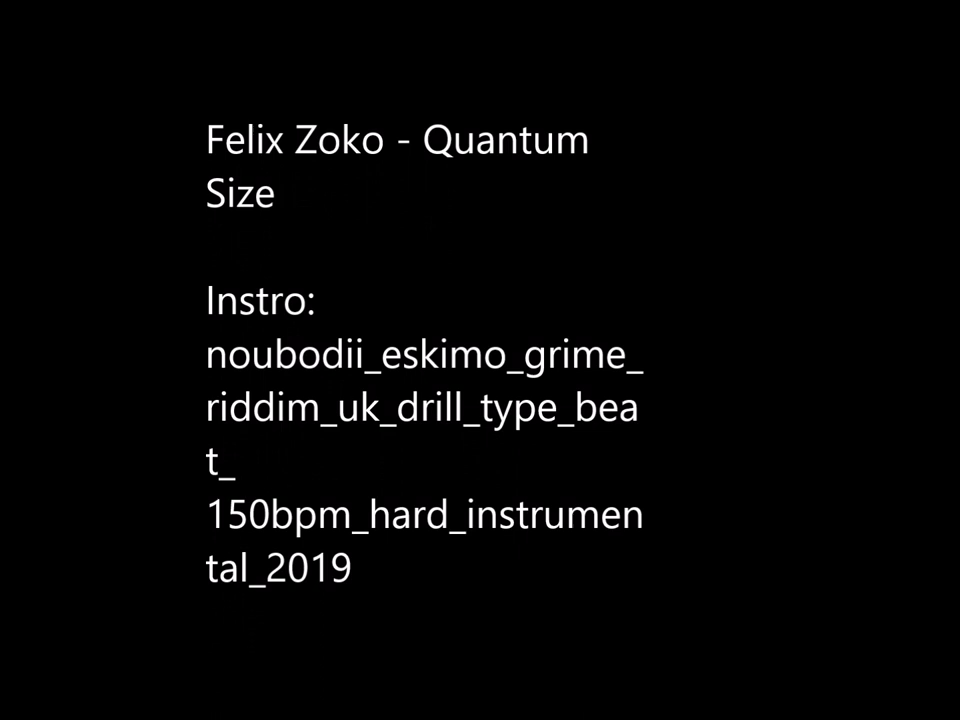 Felix Zoko - Quantum
Size
Instro:
noubodii_eskimo_grime_
riddim_uk_drill_type_bea
t_
150bpm_hard_instrumen
tal_2019